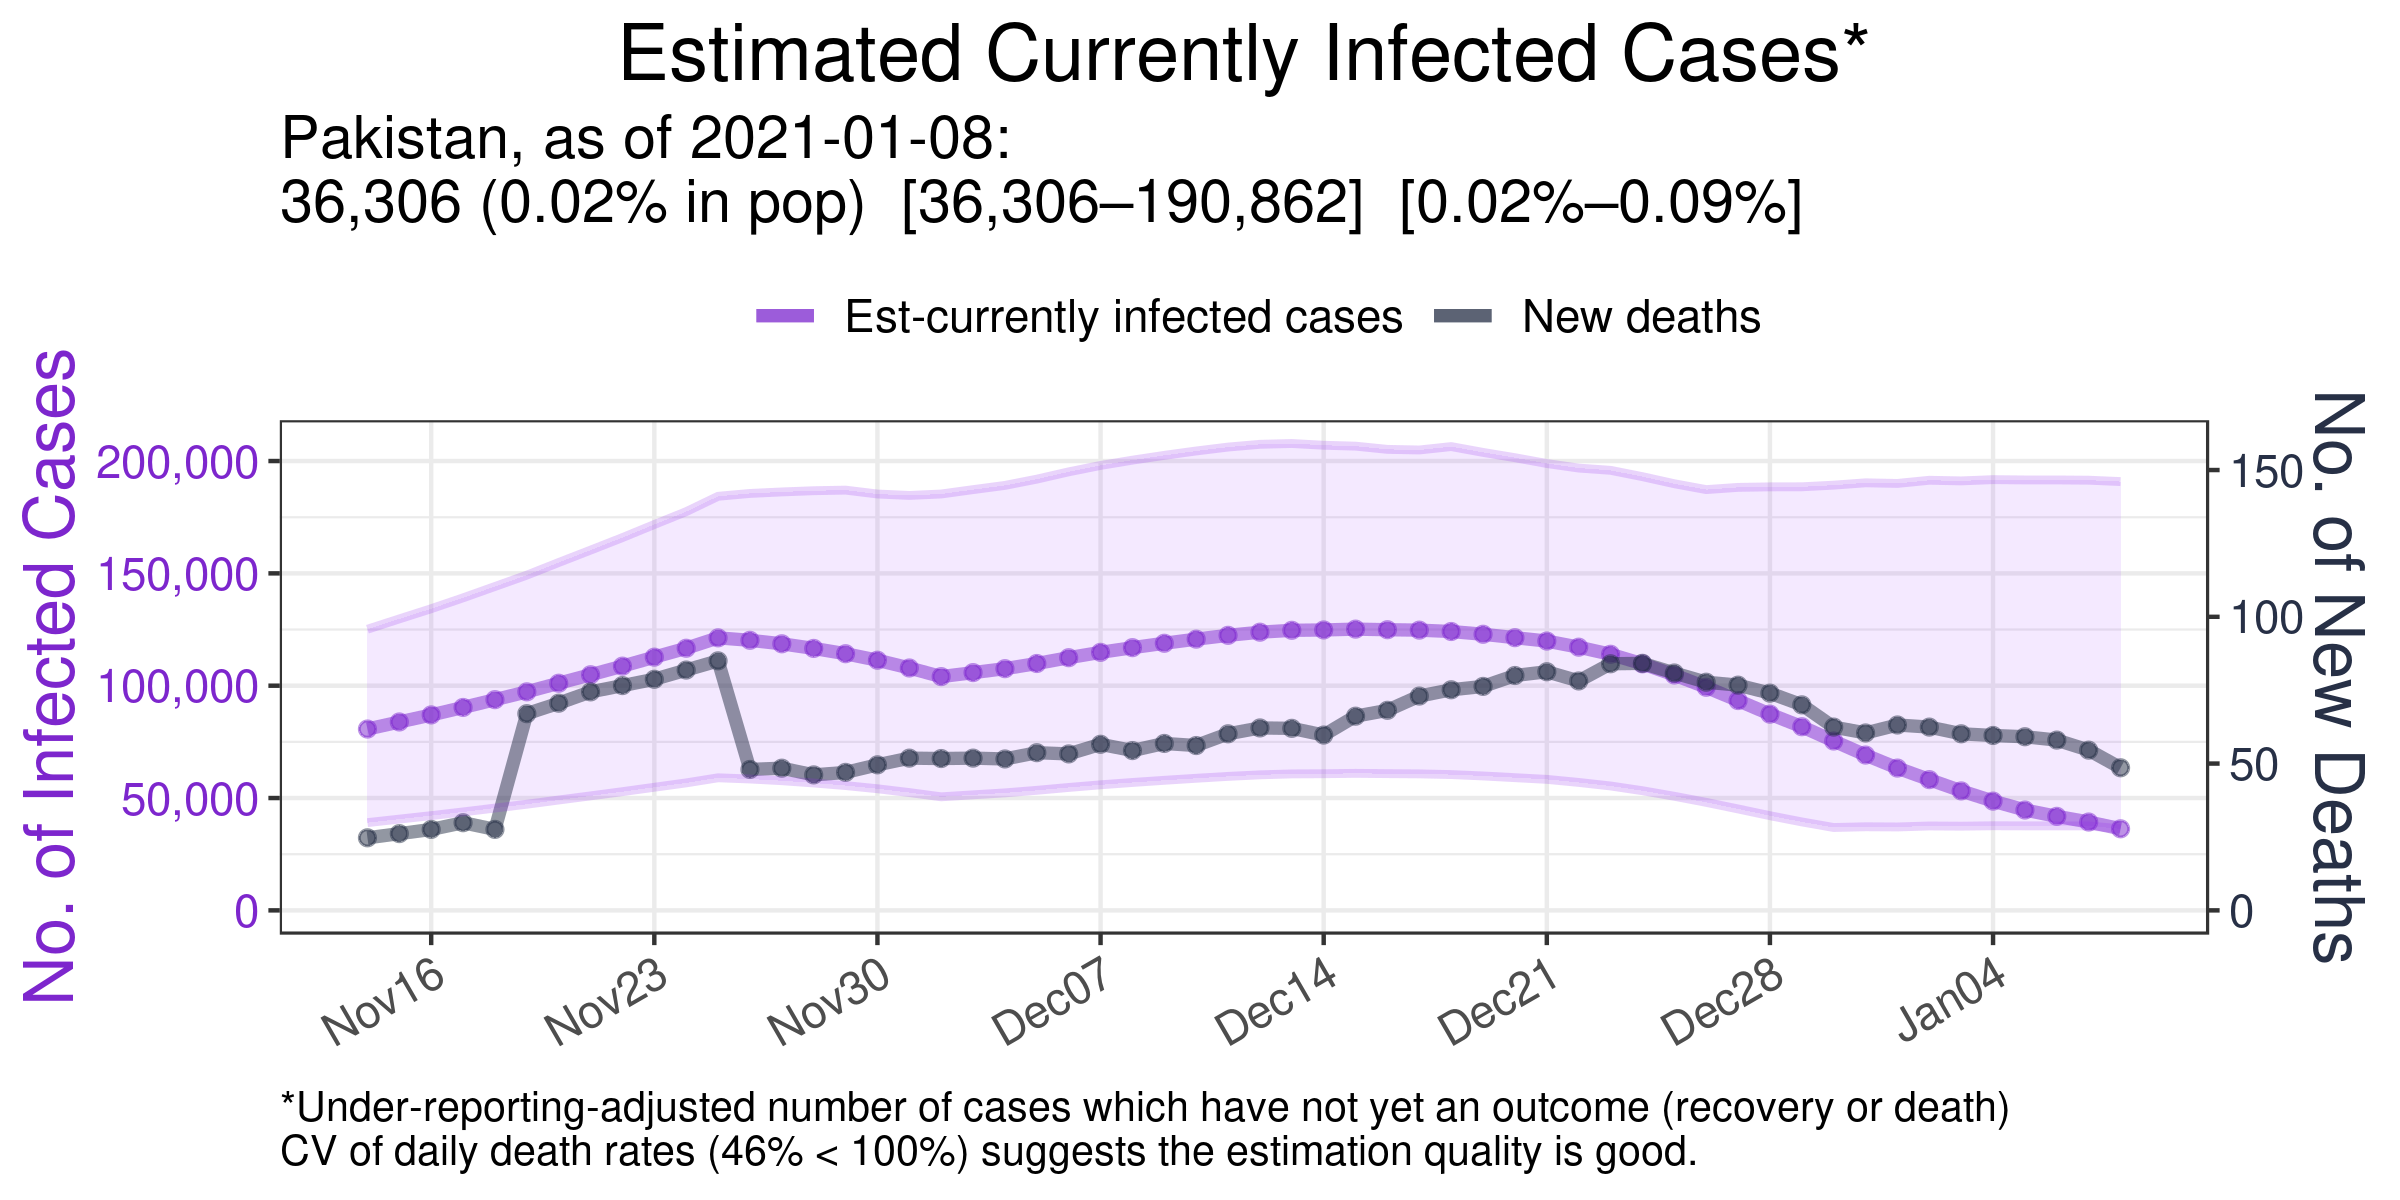 Estimated Currently Infected Cases*
Pakistan, as of 2021-01-08:
36,306 (0.02% in pop)  [36,306–190,862]  [0.02%–0.09%]
Est-currently infected cases
New deaths
No. of Infected Cases
200,000
150,000
100,000
50,000
0
No. of New Deaths
150
100
50
0
Nov16
Nov23
Nov30
Dec07
Dec14
Dec21
Dec28
Jan04
*Under-reporting-adjusted number of cases which have not yet an outcome (recovery or death)
CV of daily death rates (46% < 100%) suggests the estimation quality is good.